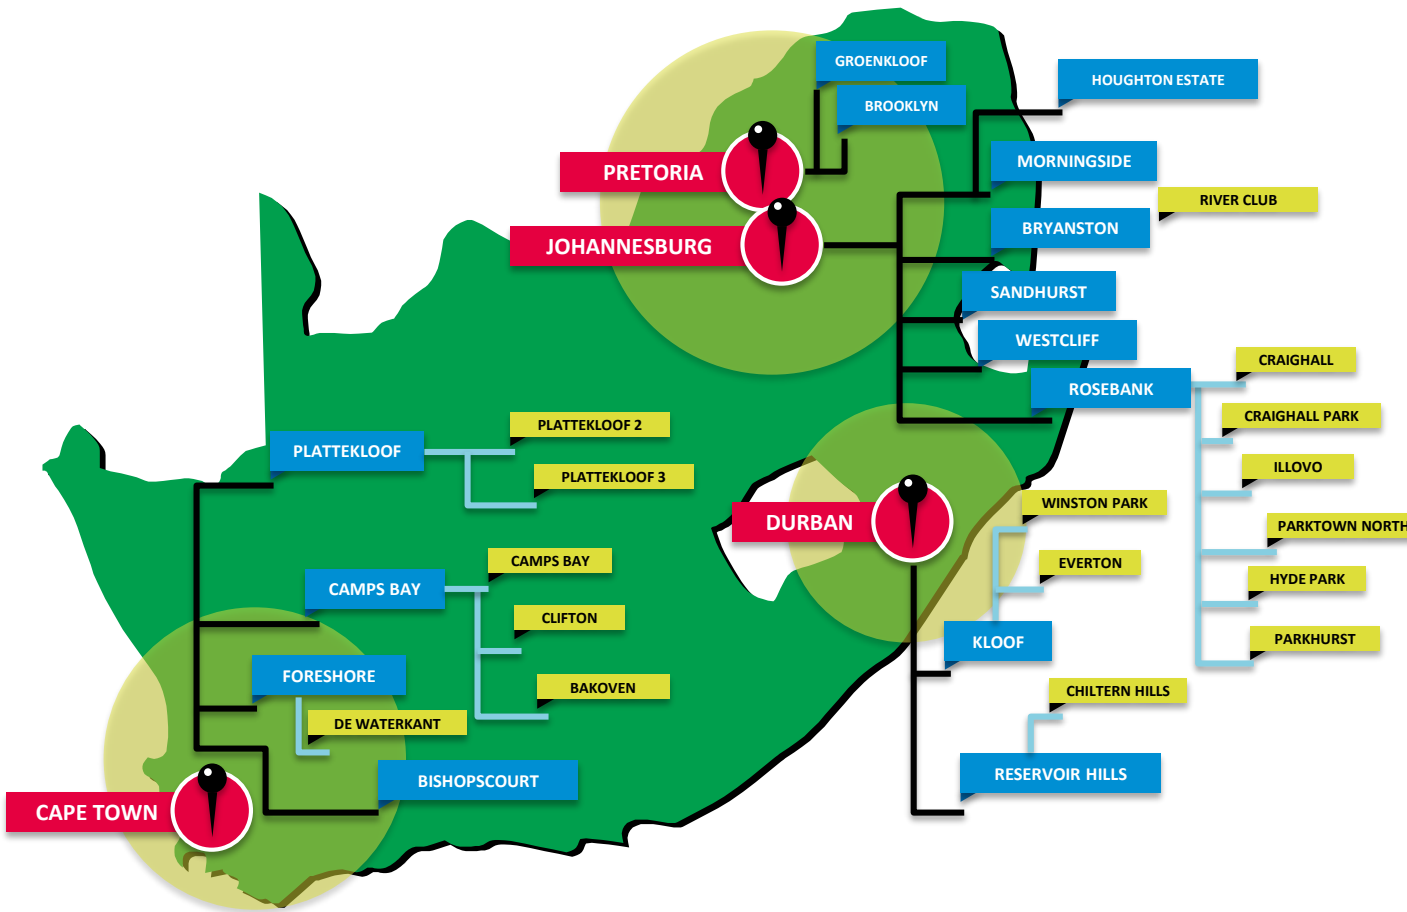 GROENKLOOF
BROOKLYN
HOUGHTON ESTATE
PRETORIA
MORNINGSIDE
RIVER CLUB
BRYANSTON
JOHANNESBURG
SANDHURST
WESTCLIFF
ROSEBANK
CRAIGHALL
CRAIGHALL PARK
ILLOVO
PARKTOWN NORTH
HYDE PARK
PARKHURST
PLATTEKLOOF
PLATTEKLOOF 2
PLATTEKLOOF 3
DURBAN
WINSTON PARK
EVERTON
KLOOF
CHILTERN HILLS
RESERVOIR HILLS
CAMPS BAY
CAMPS BAY
CLIFTON
BAKOVEN
FORESHORE
DE WATERKANT
BISHOPSCOURT
CAPE TOWN